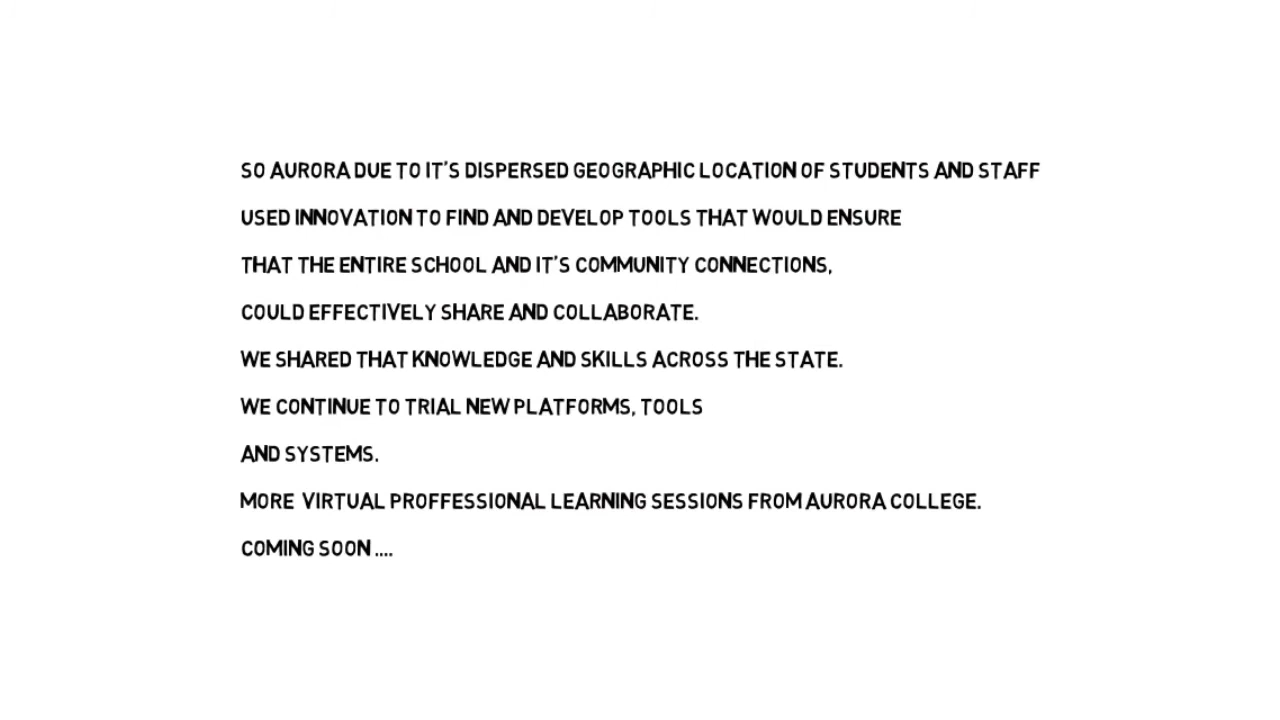 SO AURORA DUE TO IT'S DISPERSED GEOGRAPHIC LOCATION OF STUDENTS AND STAFF
USED INNOVATION TO FIND AND DEVELOP TOOLS THAT WOULD ENSURE
THAT THE ENTIRE SCHOOL AND IT'S COMMUNITY CONNECTIONS,
COULD EFFECTIVELY SHARE AND COLLABORATE.
WE SHARED THAT KNOWLEDGE AND SKILLS ACROSS THE STATE.
WE CONTINUE TO TRIAL NEW PLATFORMS, TOOLS
AND SYSTEMS.
MORE VIRTUAL PROFFESSIONAL LEARNING SESSIONS FROM AURORA COLLEGE.
COMING SOON ....